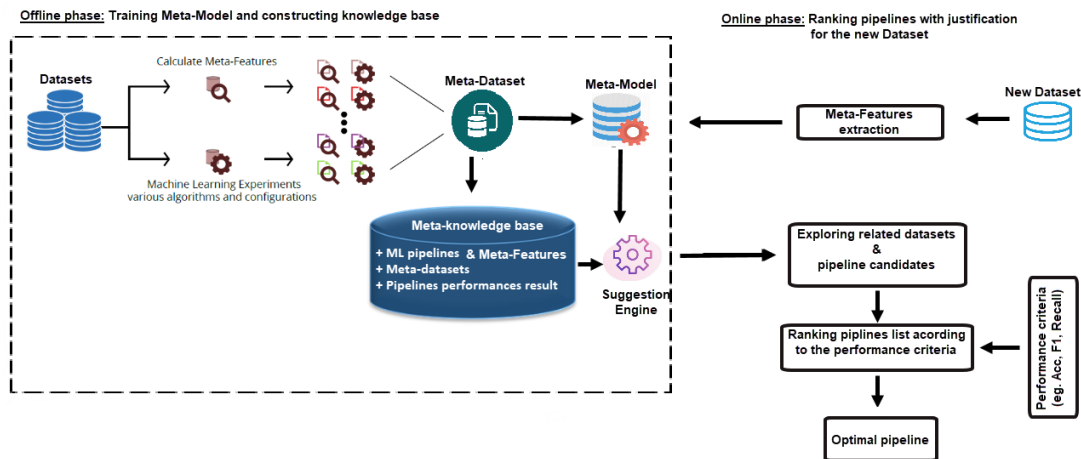 Offline phase: Training Meta-Model and constructing knowledge base
Online phase: Ranking pipelines with justification
for the new Dataset
Datasets
Calculate Meta-Features
Machine Learning Experiments
various algorithms and configurations
Meta-Dataset
Meta-Model
Meta-Features
extraction
New Dataset
Meta-knowledge base
+ ML pipelines & Meta-Features
+ Meta-datasets
+ Pipelines performances result
Suggestion
Engine
Exploring related datasets
&
pipeline candidates
Ranking piplines list acording
to the performance criteria
Performance criteria
(eg. Acc, F1, Recall)
Optimal pipeline